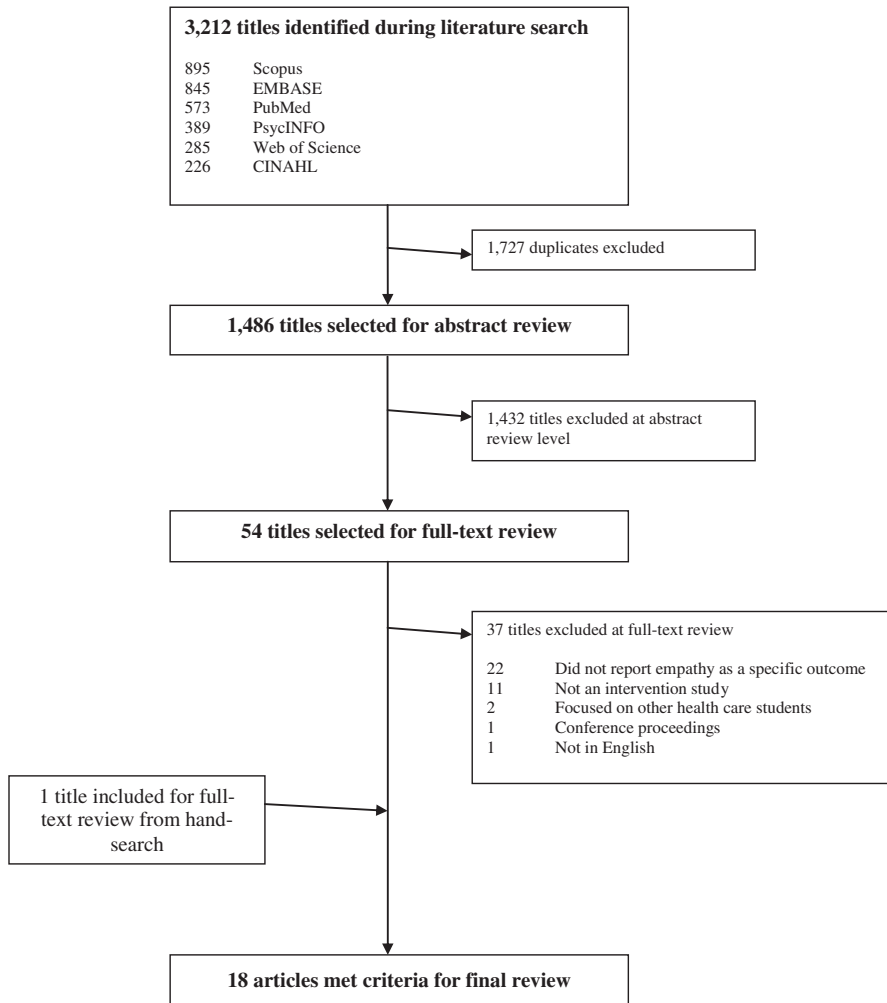 3,212 titles identified during literature search
895 Scopus
845 EMBASE
573 PubMed
389 PsycINFO
285 Web of Science
226 CINAHL
1,727 duplicates excluded
1,486 titles selected for abstract review
1,432 titles excluded at abstract
review level
54 titles selected for full-text review
37 titles excluded at full-text review
22 Did not report empathy as a specific outcome
11 Not an intervention study
2 Focused on other health care students
1 Conference proceedings
1 Not in English
1 title included for full-
text review from hand-
search
18 articles met criteria for final review